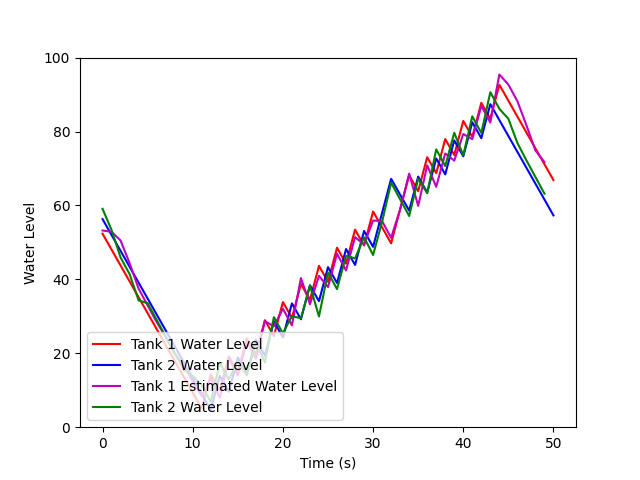 100
80
60
40
20
0
Water Level
Tank 1 Water Level
Tank 2 Water Level
Tank 1 Estimated Water Level
Tank 2 Water Level
0 10 20 30 40 50
Time (s)